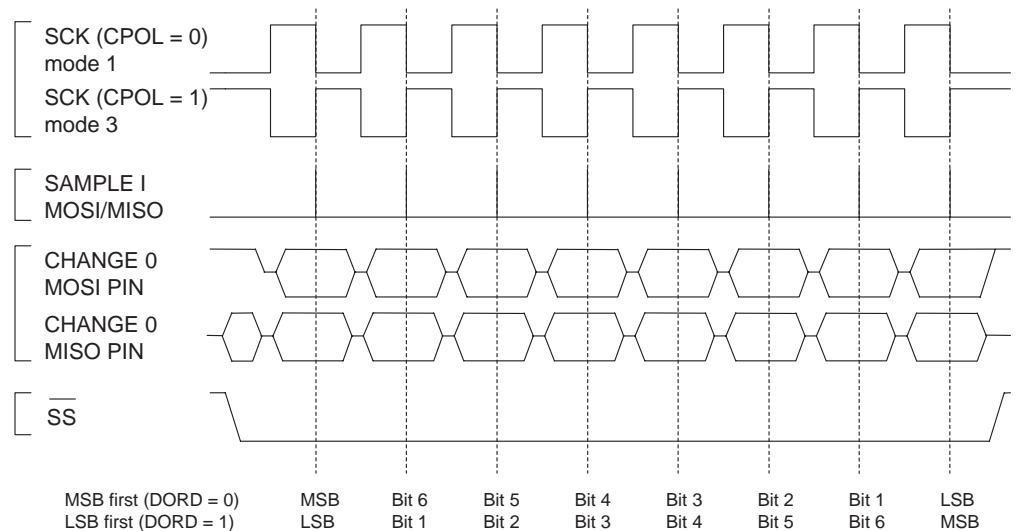 SCK (CPOL = 0)
mode 1
SCK (CPOL = 1)
mode 3
SAMPLE I
MOSI/MISO
CHANGE 0
MOSI PIN
CHANGE 0
MISO PIN
SS
MSB first (DORD = 0) MSB Bit 6 Bit 5 Bit 4 Bit 3 Bit 2 Bit 1 LSB
LSB first (DORD = 1) LSB Bit 1 Bit 2 Bit 3 Bit 4 Bit 5 Bit 6 MSB